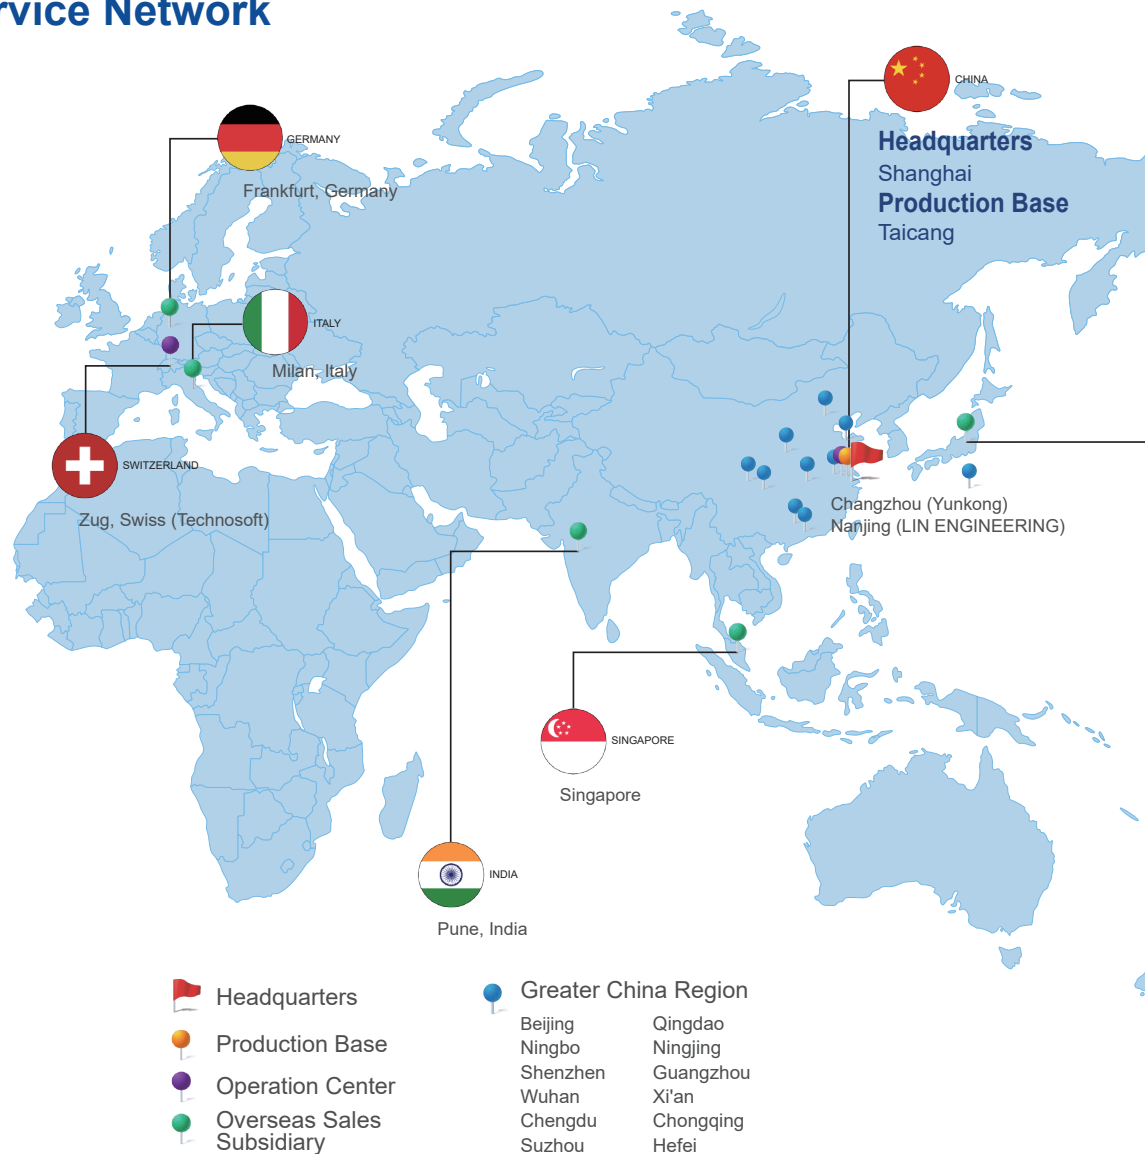 rvice Network
CHINA
Headquarters
Shanghai
Production Base
Taicang
GERMANY
Frankfurt, Germany
ITALY
Milan, Italy
SWITZERLAND
Zug, Swiss (Technosoft)
Changzhou (Yunkong)
Nanjing (LIN ENGINEERING)
SINGAPORE
Singapore
INDIA
Pune, India
Headquarters
Production Base
Operation Center
Overseas Sales
Subsidiary
Greater China Region
Beijing Qingdao
Ningbo Ningjing
Shenzhen Guangzhou
Wuhan Xi'an
Chengdu Chongqing
Suzhou Hefei